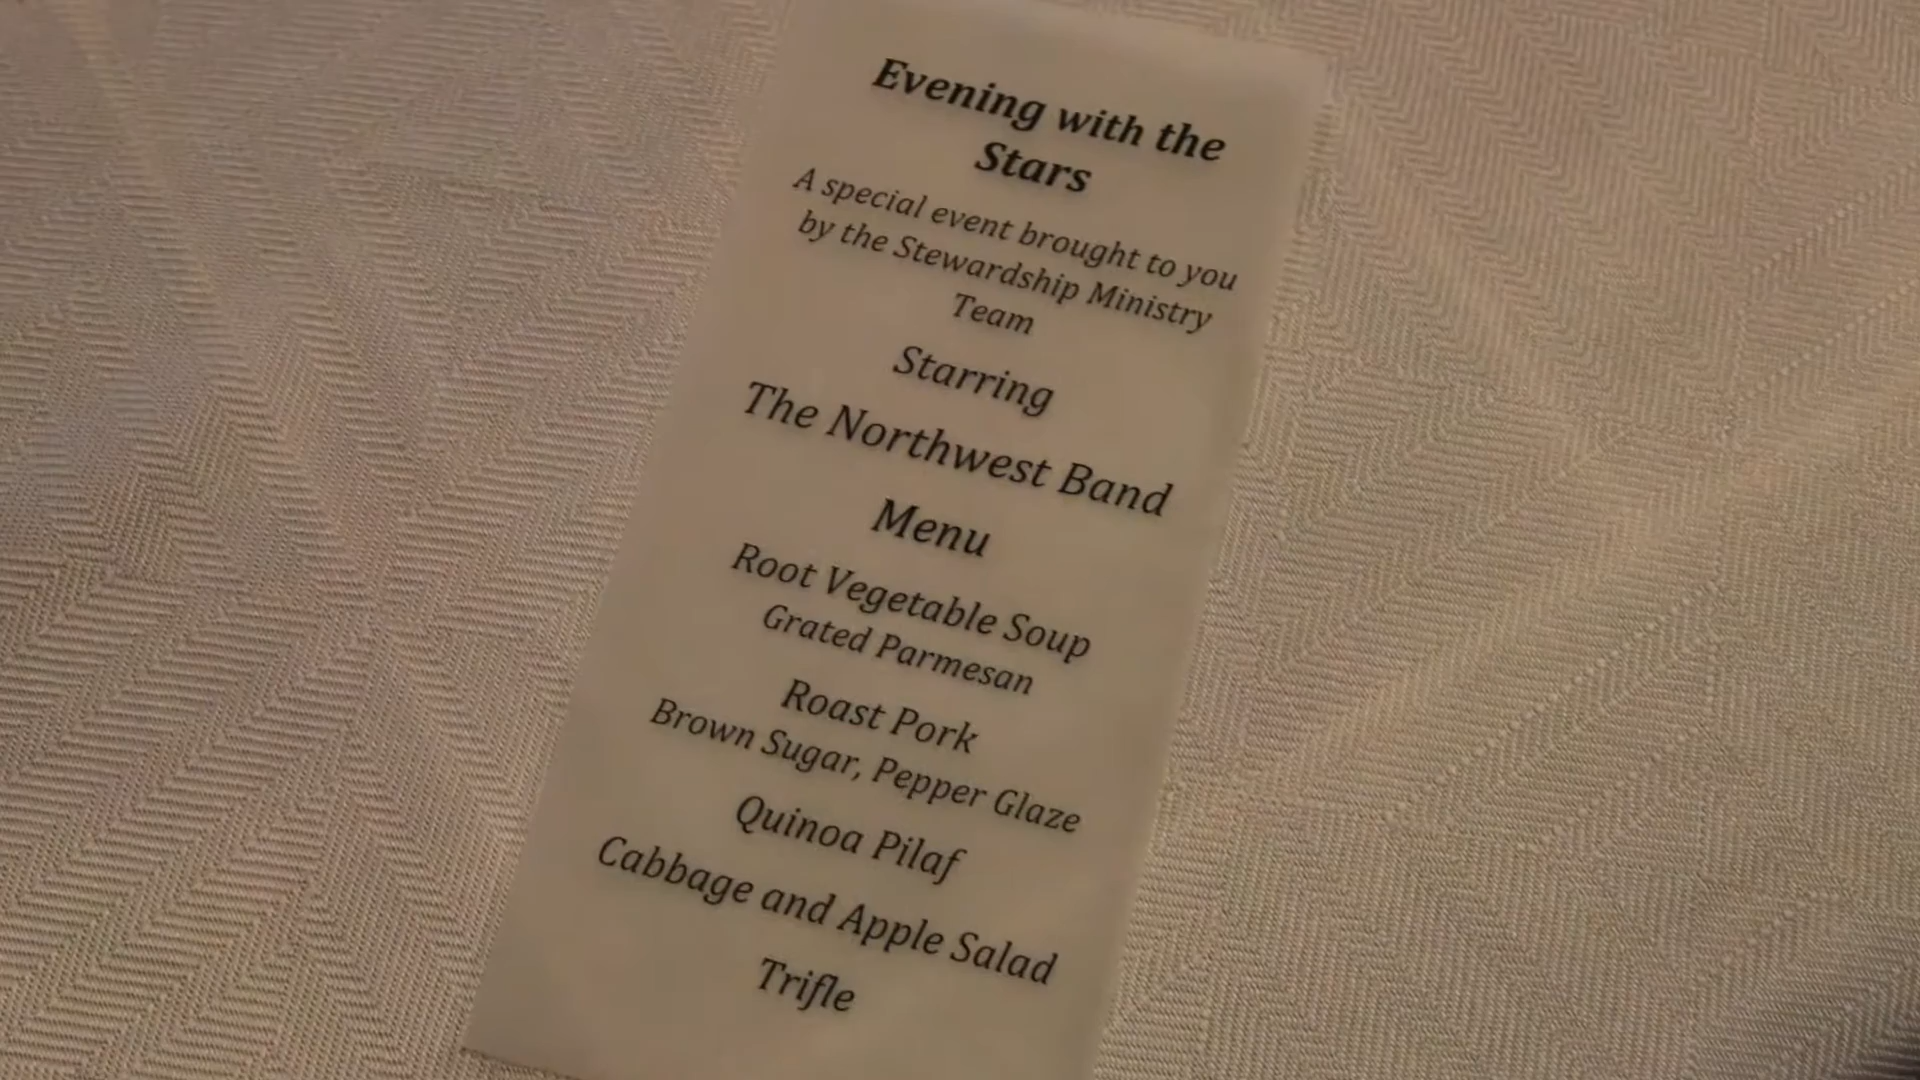 Evening with the
Stars
A special event brought to you
by the Stewardship Ministry
Team
Starring
The Northwest Band
Menu
Root Vegetable Soup
Grated Parmesan
Roast Pork
Brown Sugar, Pepper Glaze
Quinoa Pilaf
Cabbage and Apple Salad
Trifle